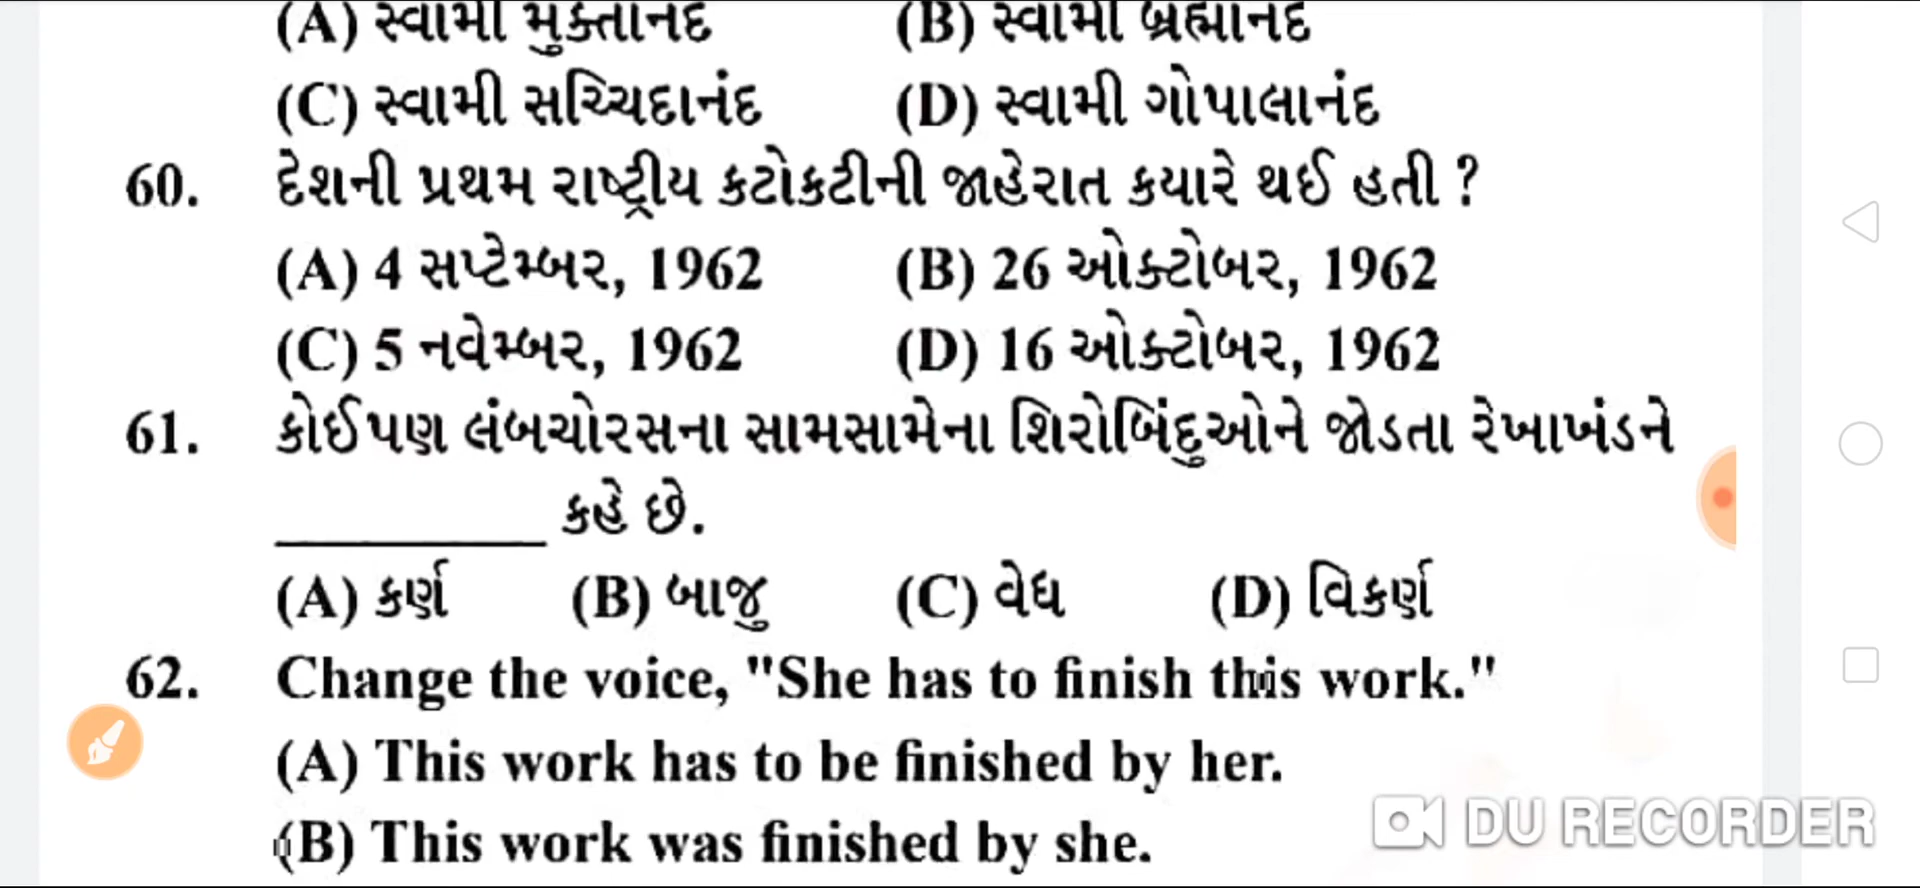 (A) સ્વામી મુક્તાનંદ (B) સ્વામી બ્રહ્માનંદ
(C) સ્વામી સચ્ચિદાનંદ (D) સ્વામી ગોપાલાનંદ
60. દેશની પ્રથમ રાષ્ટ્રીય કટોકટીની જાહેરાત કયારે થઈ હતી ?
(A) 4 સપ્ટેમ્બર, 1962 (B) 26 ઓક્ટોબર, 1962
(C) 5 નવેમ્બર, 1962 (D) 16 ઓક્ટોબર, 1962
61. કોઈપણ લંબચોરસના સામસામેના શિરોબિંદુઓને જોડતા રેખાખંડને
________ કહે છે.
(A) કર્ણ (B) બાજુ (C) વેધ (D) વિકર્ણ
62. Change the voice, "She has to finish this work."
(A) This work has to be finished by her.
(B) This work was finished by she.
DU RECORDER